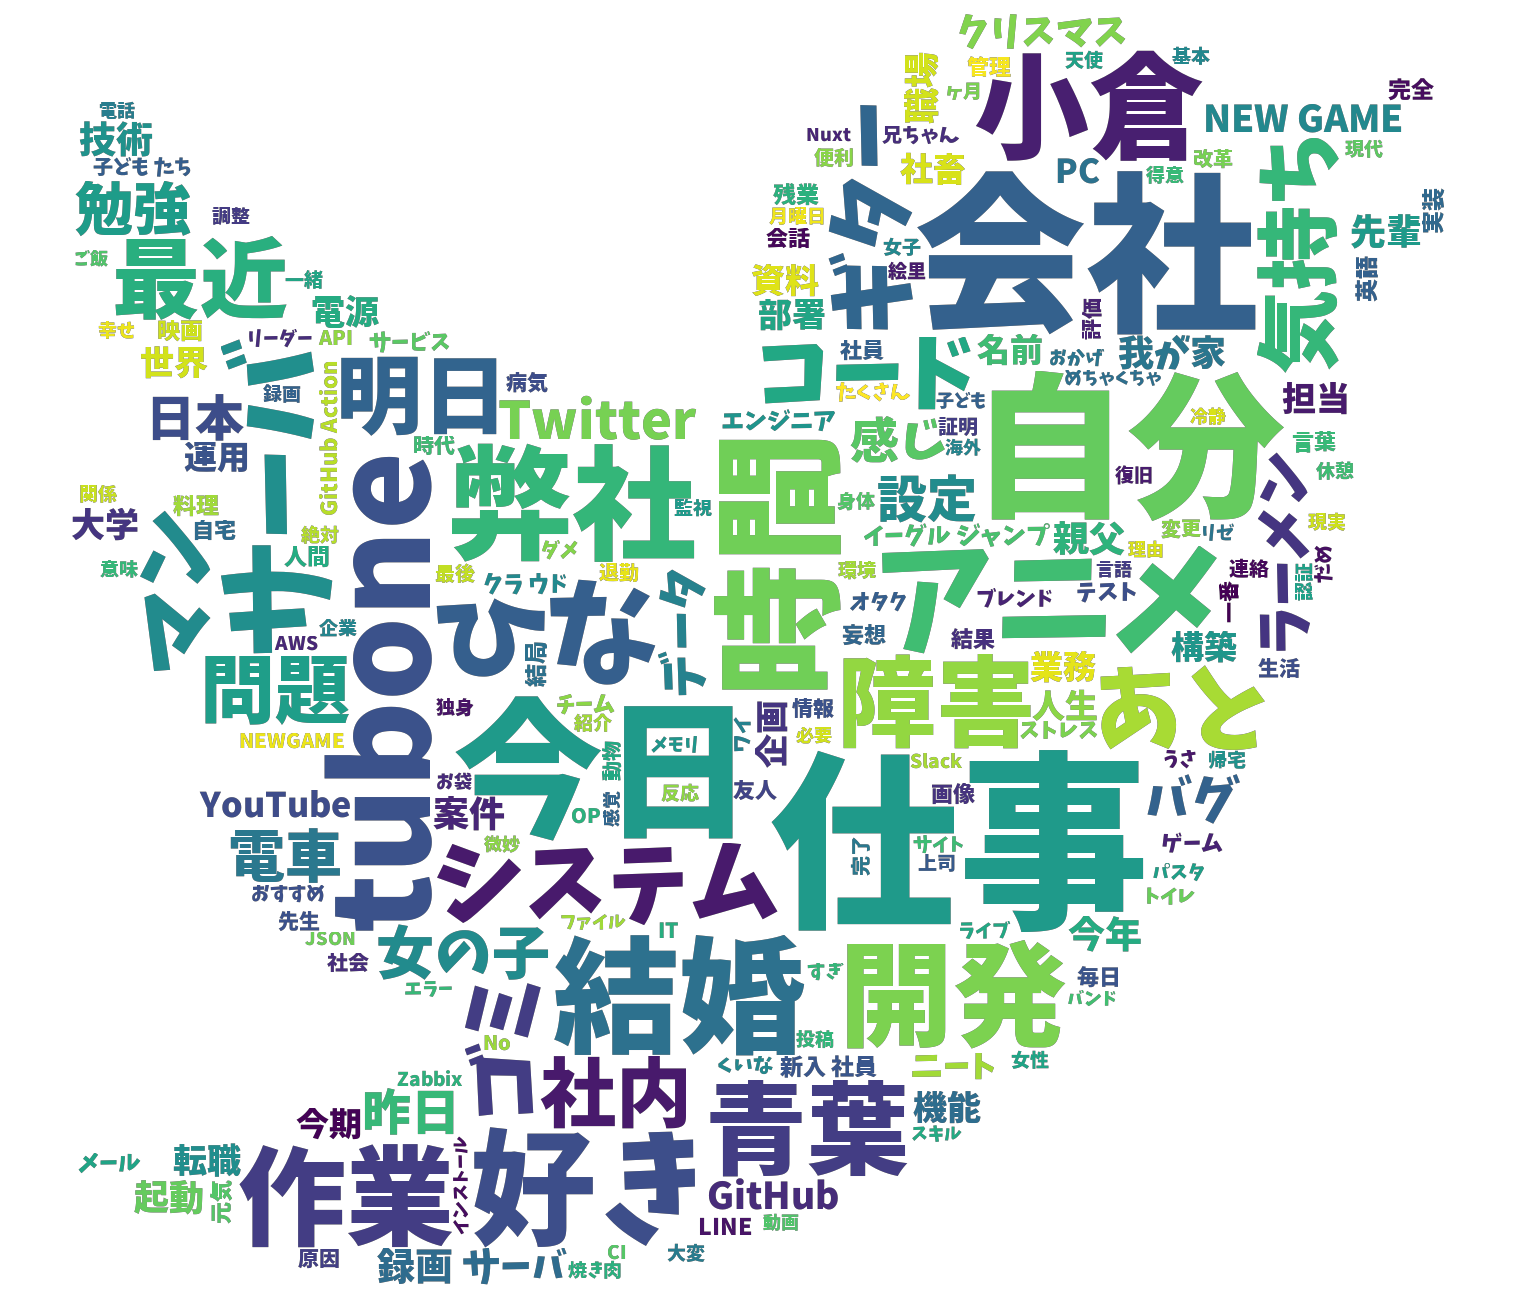 クリスマス
小倉
職場
管理
天使
基本
ヶ月
完全
電話
技術
子ども たち
NEW GAME
Nuxt
兄ちゃん
便利
社畜
PC
得意
改革
現代
気持ち
勉強
調整
残業
月曜日
会話
ギター
会社
女子
絵里
先輩
実装
ご飯
最近
一緒
電源
資料
部署
英語
評価
幸せ
映画
リーダー
API
サービス
世界
録画
明日
病気
コード
社員
名前
おかげ
我が家
めちゃくちゃ
たくさん
子ども
担当
日本
運用
サーバ
GitHub Action
時代
Twitter
エンジニア
自分
冷静
感じ
証明
海外
言葉
休憩
復旧
関係
大学
料理
自宅
絶対
人間
意味
マン
tubone
弊社
監視
時間
身体
設定
ラーメン
現実
ダメ
最後
クラウド
退勤
イーグル ジャンプ
親父
変更
リゼ
理由
だめ
環境
アニメ
言語
連絡
認証
一番
AWS
企業
ひな
データ
オタク
ブレンド
テスト
妄想
結果
構築
問題
結局
障害
業務
生活
独身
チーム
紹介
企画
情報
人生
あと
NEWGAME
今日
メモリ
ワイ
必要
ストレス
動物
YouTube
お袋
案件
反応
友人
仕事
Slack
うさ
帰宅
画像
バグ
OP
感覚
電車
微妙
システム
完了
サイト
上司
ゲーム
パスタ
おすすめ
トイレ
先生
JSON
ファイル
IT
ライブ
今年
社会
女の子
結婚
すぎ
開発
毎日
エラー
バンド
ゴミ
No
投稿
くいな
新入 社員
ニート
女性
Zabbix
社内
今期
昨日
青葉
機能
スキル
メール
転職
作業
インストール
好き
起動
元気
GitHub
LINE
動画
原因
録画 サーバ
CI
焼き肉
大変